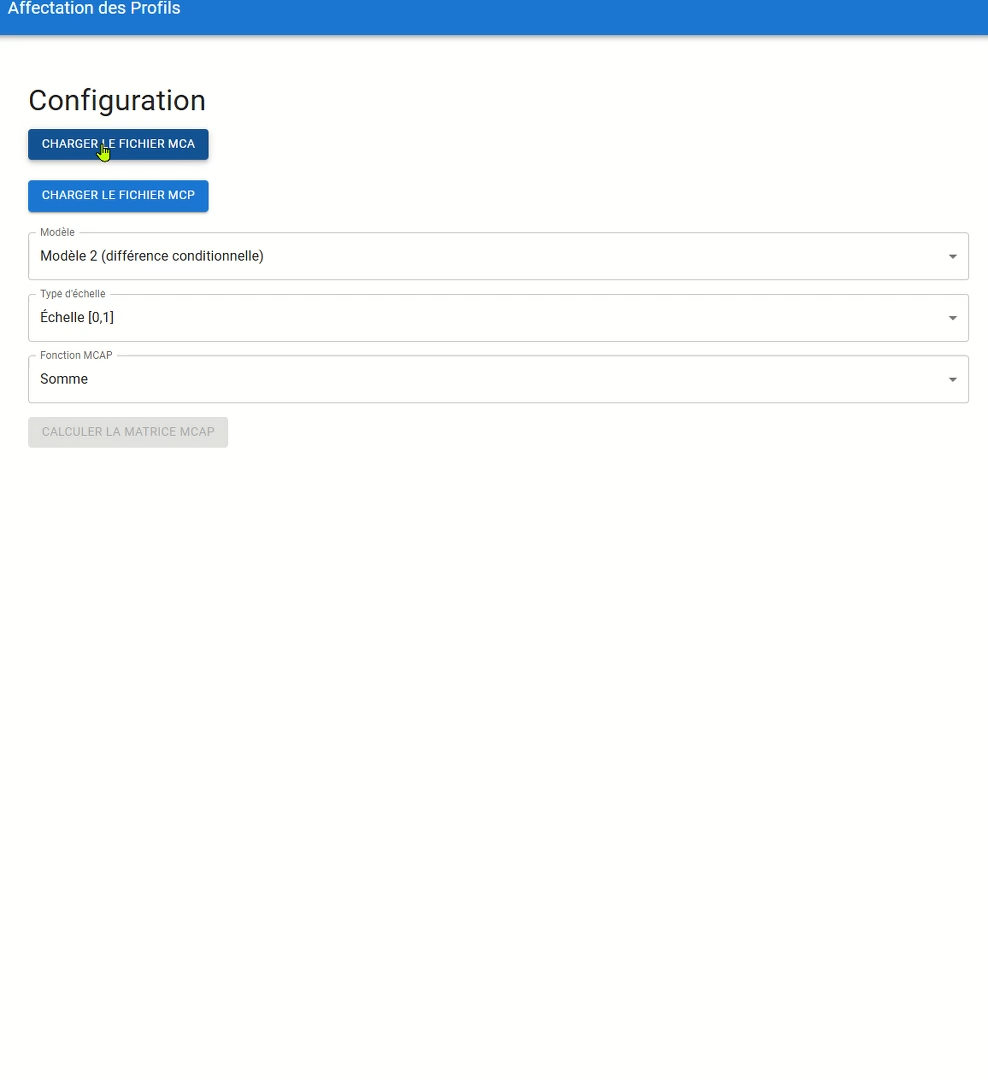 Affectation des Profils
Configuration
CHARGER LE FICHIER MCA
CHARGER LE FICHIER MCP
Modèle
Modèle 2 (différence conditionnelle)
Type d'échelle
Échelle [0,1]
Fonction MCAP
Somme
CALCULER LA MATRICE MCAP